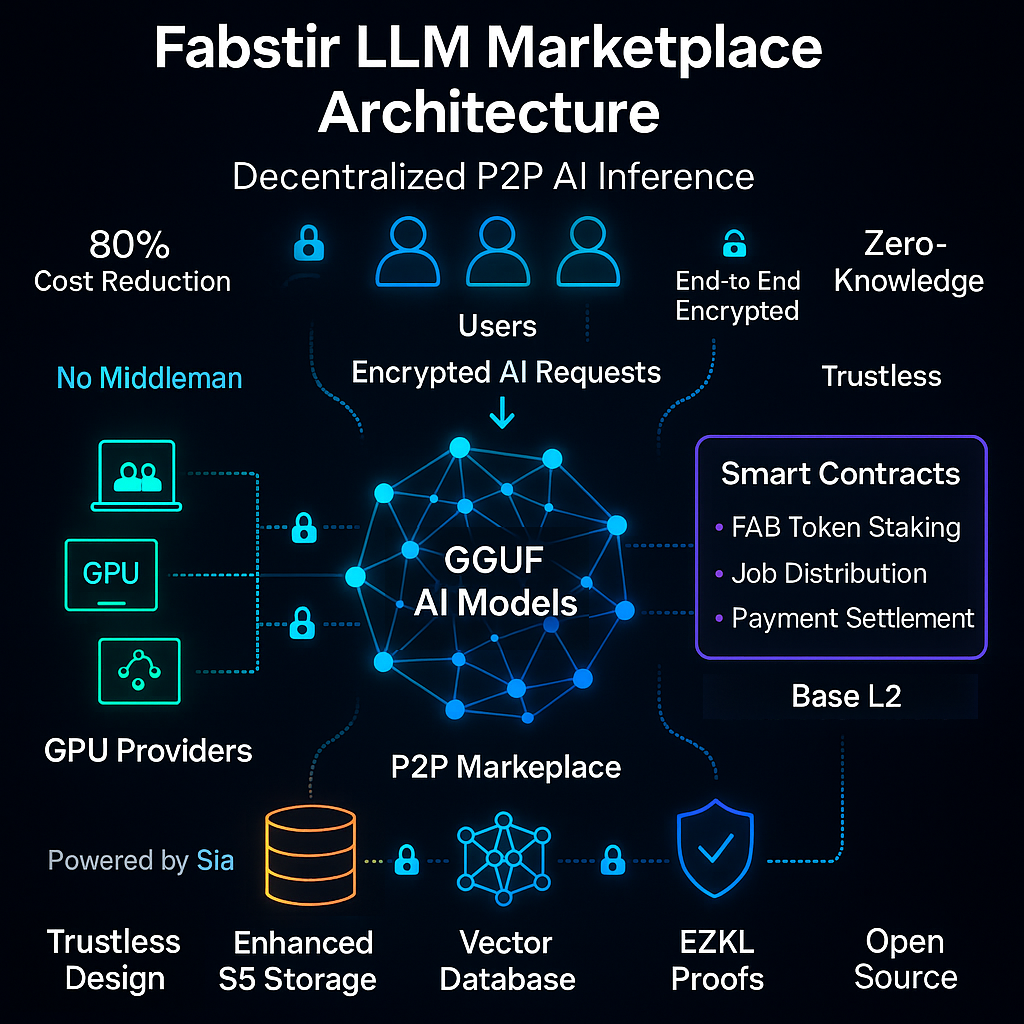 Fabstir LLM Marketplace
Architecture
Decentralized P2P AI Inference
80%
Cost Reduction
End-to End
Encrypted
Zero-
Knowledge
Users
Encrypted AI Requests
No Middleman
Trustless
GPU
GPU Providers
GGUF
AI Models
Smart Contracts
• FAB Token Staking
• Job Distribution
• Payment Settlement
Base L2
P2P Markeplace
Powered by Sia
Trustless
Design
Enhanced
S5 Storage
Vector
Database
EZKL
Proofs
Open
Source